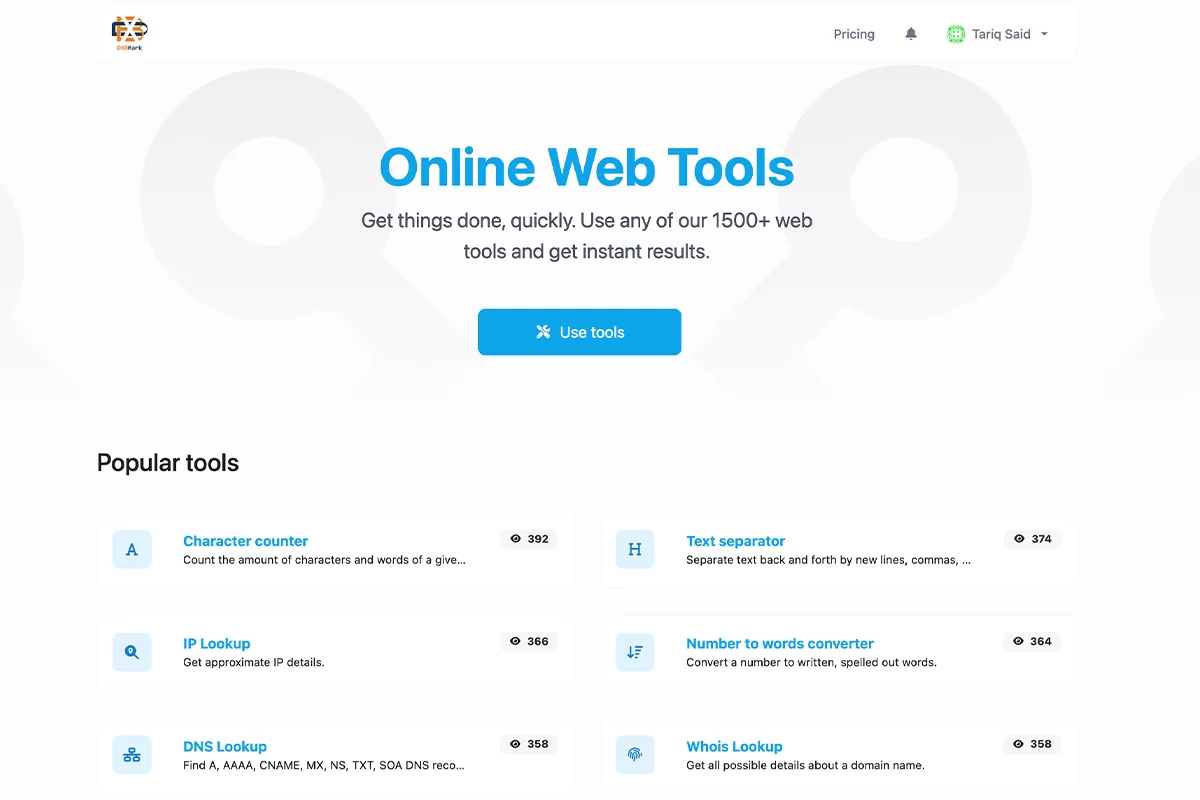 DXBMark
Pricing
Tariq Said
Online Web Tools
Get things done, quickly. Use any of our 1500+ web
tools and get instant results.
Use tools
Popular tools
Character counter
392
Count the amount of characters and words of a give...
Text separator
374
Separate text back and forth by new lines, commas, ...
IP Lookup
366
Get approximate IP details.
Number to words converter
364
Convert a number to written, spelled out words.
DNS Lookup
358
Find A, AAAA, CNAME, MX, NS, TXT, SOA DNS reco...
Whois Lookup
358
Get all possible details about a domain name.